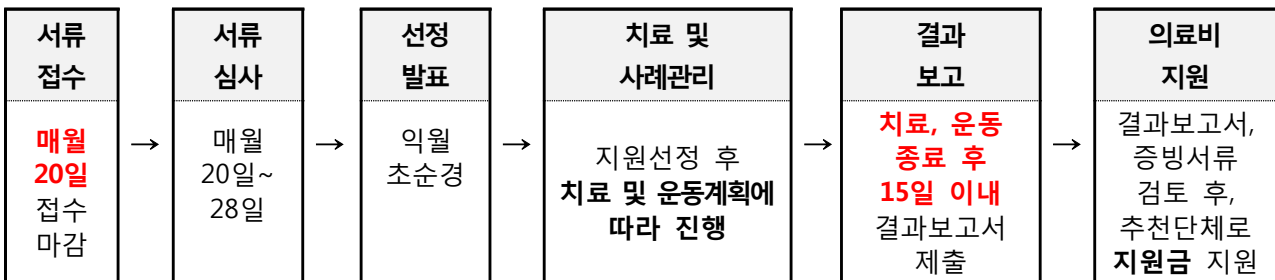 서류
접수
매월
20일
접수
마감
→
서류
심사
매월
20일~
28일
→
선정
발표
익월
초순경
→
치료 및
사례관리
지원선정 후
치료 및 운동계획에
따라 진행
→
결과
보고
치료, 운동
종료 후
15일 이내
결과보고서
제출
→
의료비
지원
결과보고서,
증빙서류
검토 후,
추천단체로
지원금 지원